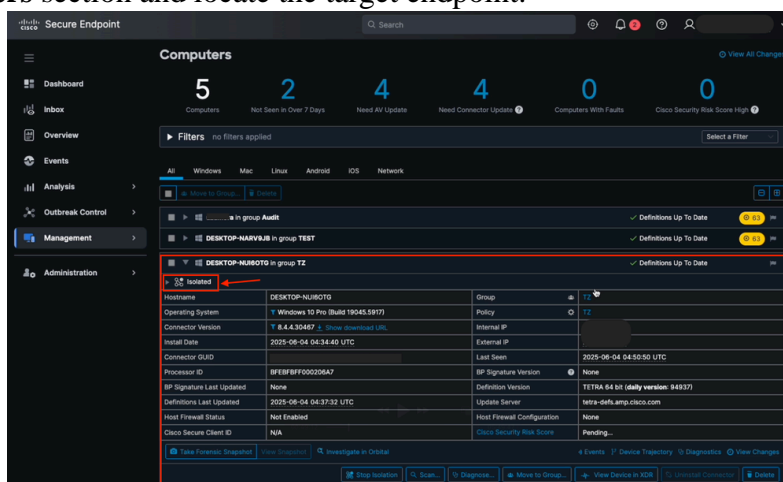 ers section and locate the target endpoint.
cisco Secure Endpoint Search 2
Computers View All Change
5 2 4 4 0 0
Computers Not Seen in Over 7 Days Need AV Update Need Connector Update Computers With Faults Cisco Security Risk Score High
Dashboard
Inbox
Overview
Events
Analysis
Outbreak Control
Management
Administration
Filters no filters applied Select a Filter
All Windows Mac Linux Android iOS Network
Move to Group... Delete
a in group Audit Definitions Up To Date 63
DESKTOP-NARV9JB in group TEST Definitions Up To Date 63
DESKTOP-NUI6OTG in group TZ Definitions Up To Date
Isolated
Hostname DESKTOP-NUI6OTG Group TZ
Operating System Windows 10 Pro (Build 19045.5917) Policy TZ
Connector Version 8.4.4.30467 Show download URL Internal IP
Install Date 2025-06-04 04:34:40 UTC External IP
Connector GUID Last Seen 2025-06-04 04:50:50 UTC
Processor ID BFEBFBFF000206A7 BP Signature Version None
BP Signature Last Updated None Definition Version TETRA 64 bit (daily version: 94937)
Definitions Last Updated 2025-06-04 04:37:32 UTC Update Server tetra-defs.amp.cisco.com
Host Firewall Status Not Enabled Host Firewall Configuration None
Cisco Secure Client ID N/A Cisco Security Risk Score Pending...
Take Forensic Snapshot View Snapshot Investigate in Orbital 4 Events Device Trajectory Diagnostics View Changes
Stop Isolation Scan... Diagnose... Move to Group... View Device in XDR Uninstall Connector Delete